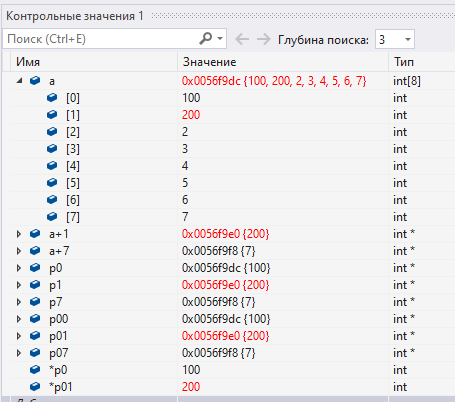 Контрольные значения 1
Поиск (Ctrl+E) Глубина поиска: 3
Имя Значение Тип
a 0x0056f9dc {100, 200, 2, 3, 4, 5, 6, 7} int[8]
[0] 100 int
[1] 200 int
[2] 2 int
[3] 3 int
[4] 4 int
[5] 5 int
[6] 6 int
[7] 7 int
a+1 0x0056f9e0 {200} int *
a+7 0x0056f9f8 {7} int *
p0 0x0056f9dc {100} int *
p1 0x0056f9e0 {200} int *
p7 0x0056f9f8 {7} int *
p00 0x0056f9dc {100} int *
p01 0x0056f9e0 {200} int *
p07 0x0056f9f8 {7} int *
*p0 100 int
*p01 200 int